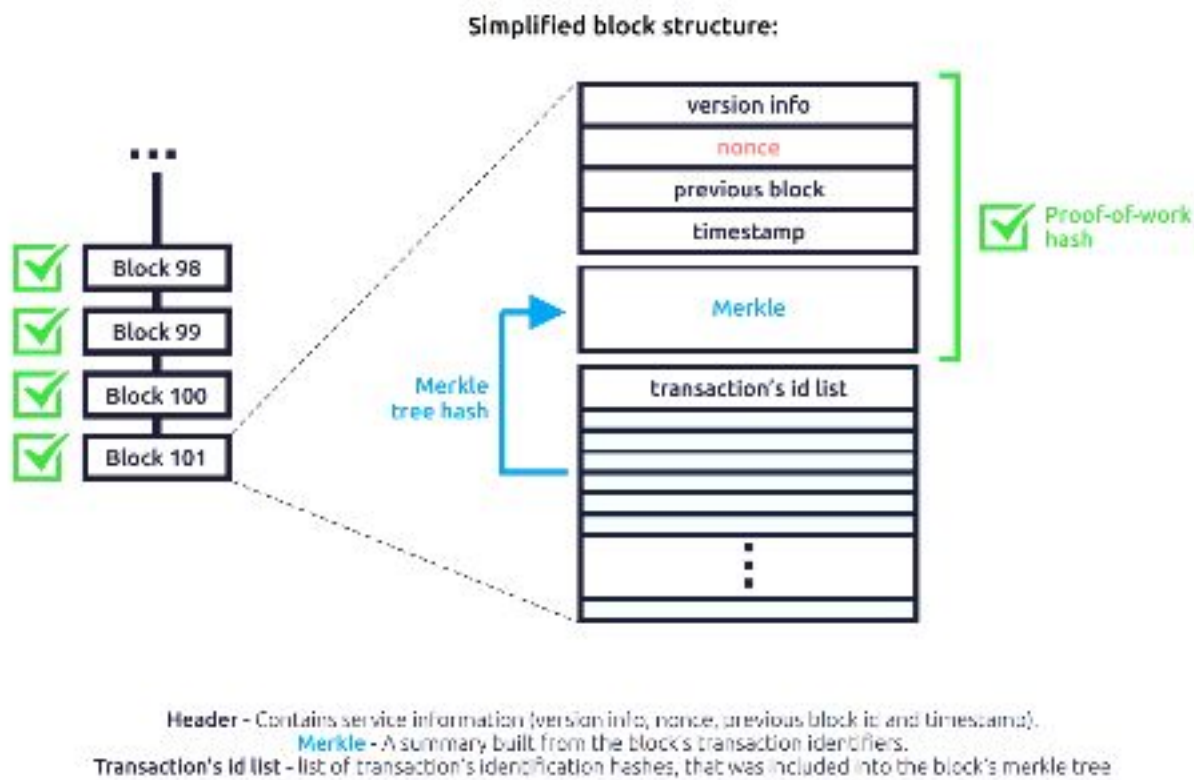 Simplified block structure:
...
Block 98
Block 99
Block 100
Block 101
version info
nonce
previous block
timestamp
Merkle
transaction's id list
Merkle
tree hash
Proof-of-work
hash
Header - Contains service information (version info, nonce, previous block id and timestamp).
Merkle - A summary built from the block's transaction identifiers.
Transaction's id list - list of transaction's identification hashes, that was included into the block's merkle tree